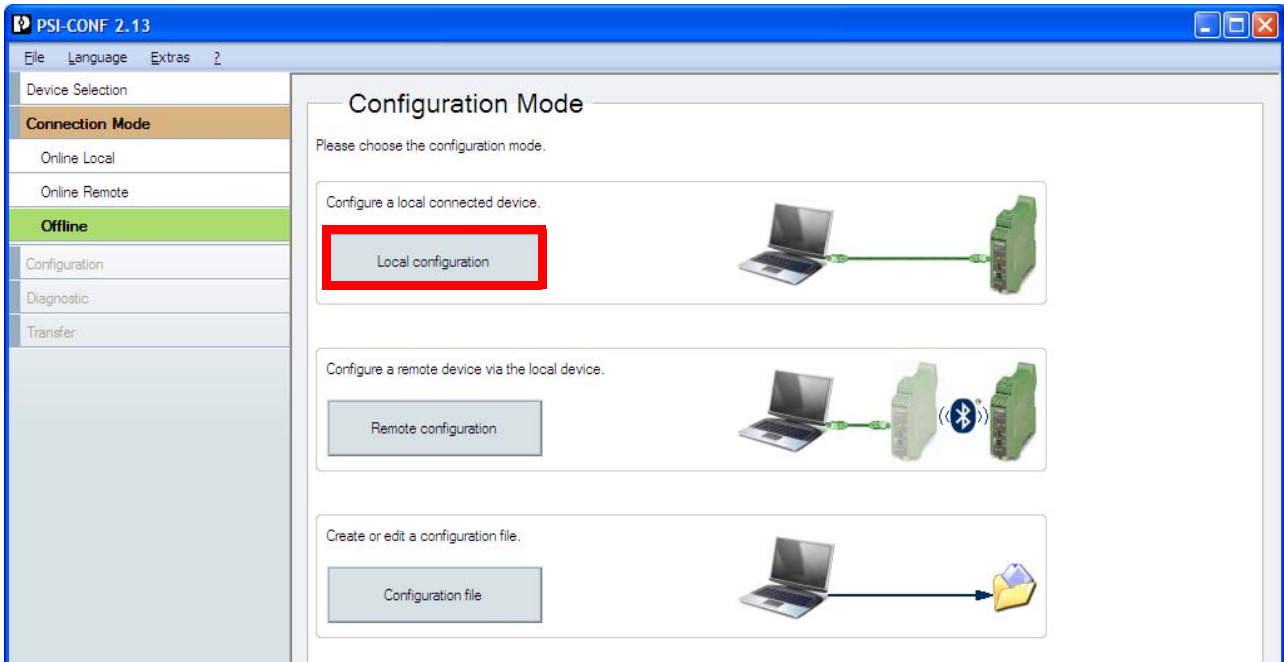 PSI-CONF 2.13
File Language Extras ?
Device Selection
Connection Mode
Online Local
Online Remote
Offline
Configuration
Diagnostic
Transfer
Configuration Mode
Please choose the configuration mode.
Configure a local connected device.
Local configuration
Configure a remote device via the local device.
Remote configuration
Create or edit a configuration file.
Configuration file